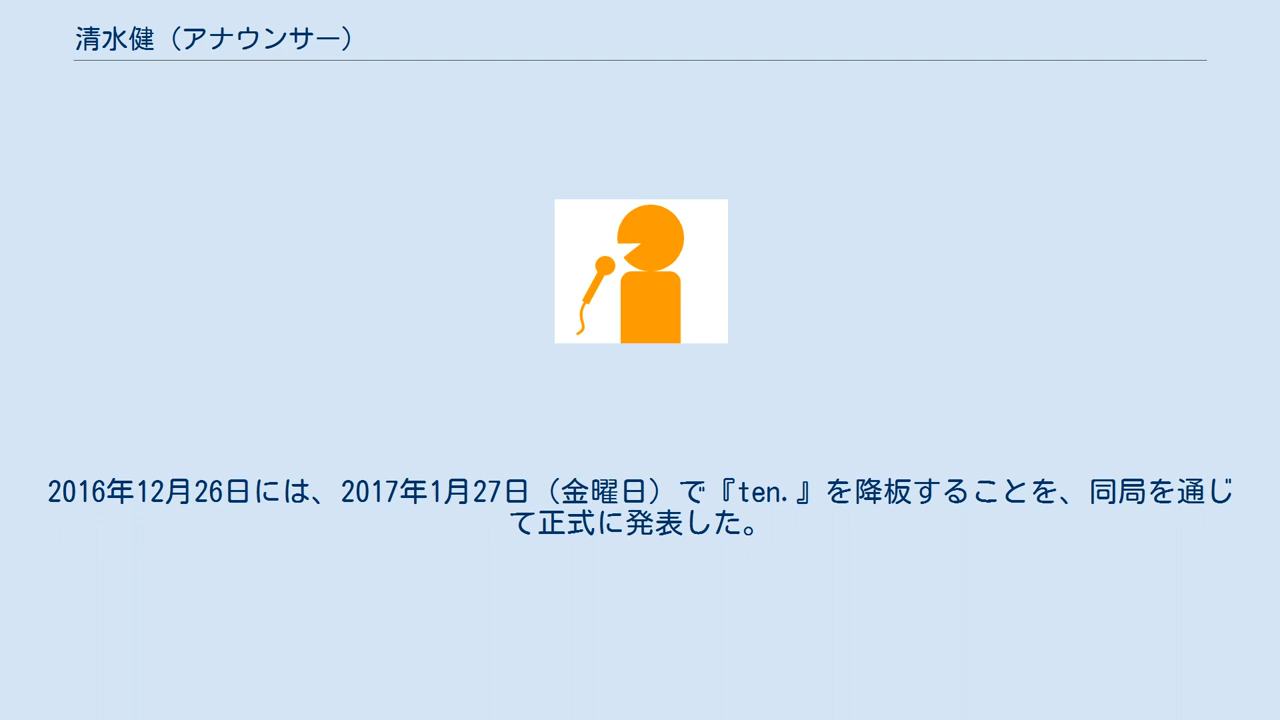 清水健（アナウンサー）
2016年12月26日には、2017年1月27日（金曜日）で『ten.』を降板することを、同局を通じ
て正式に発表した。